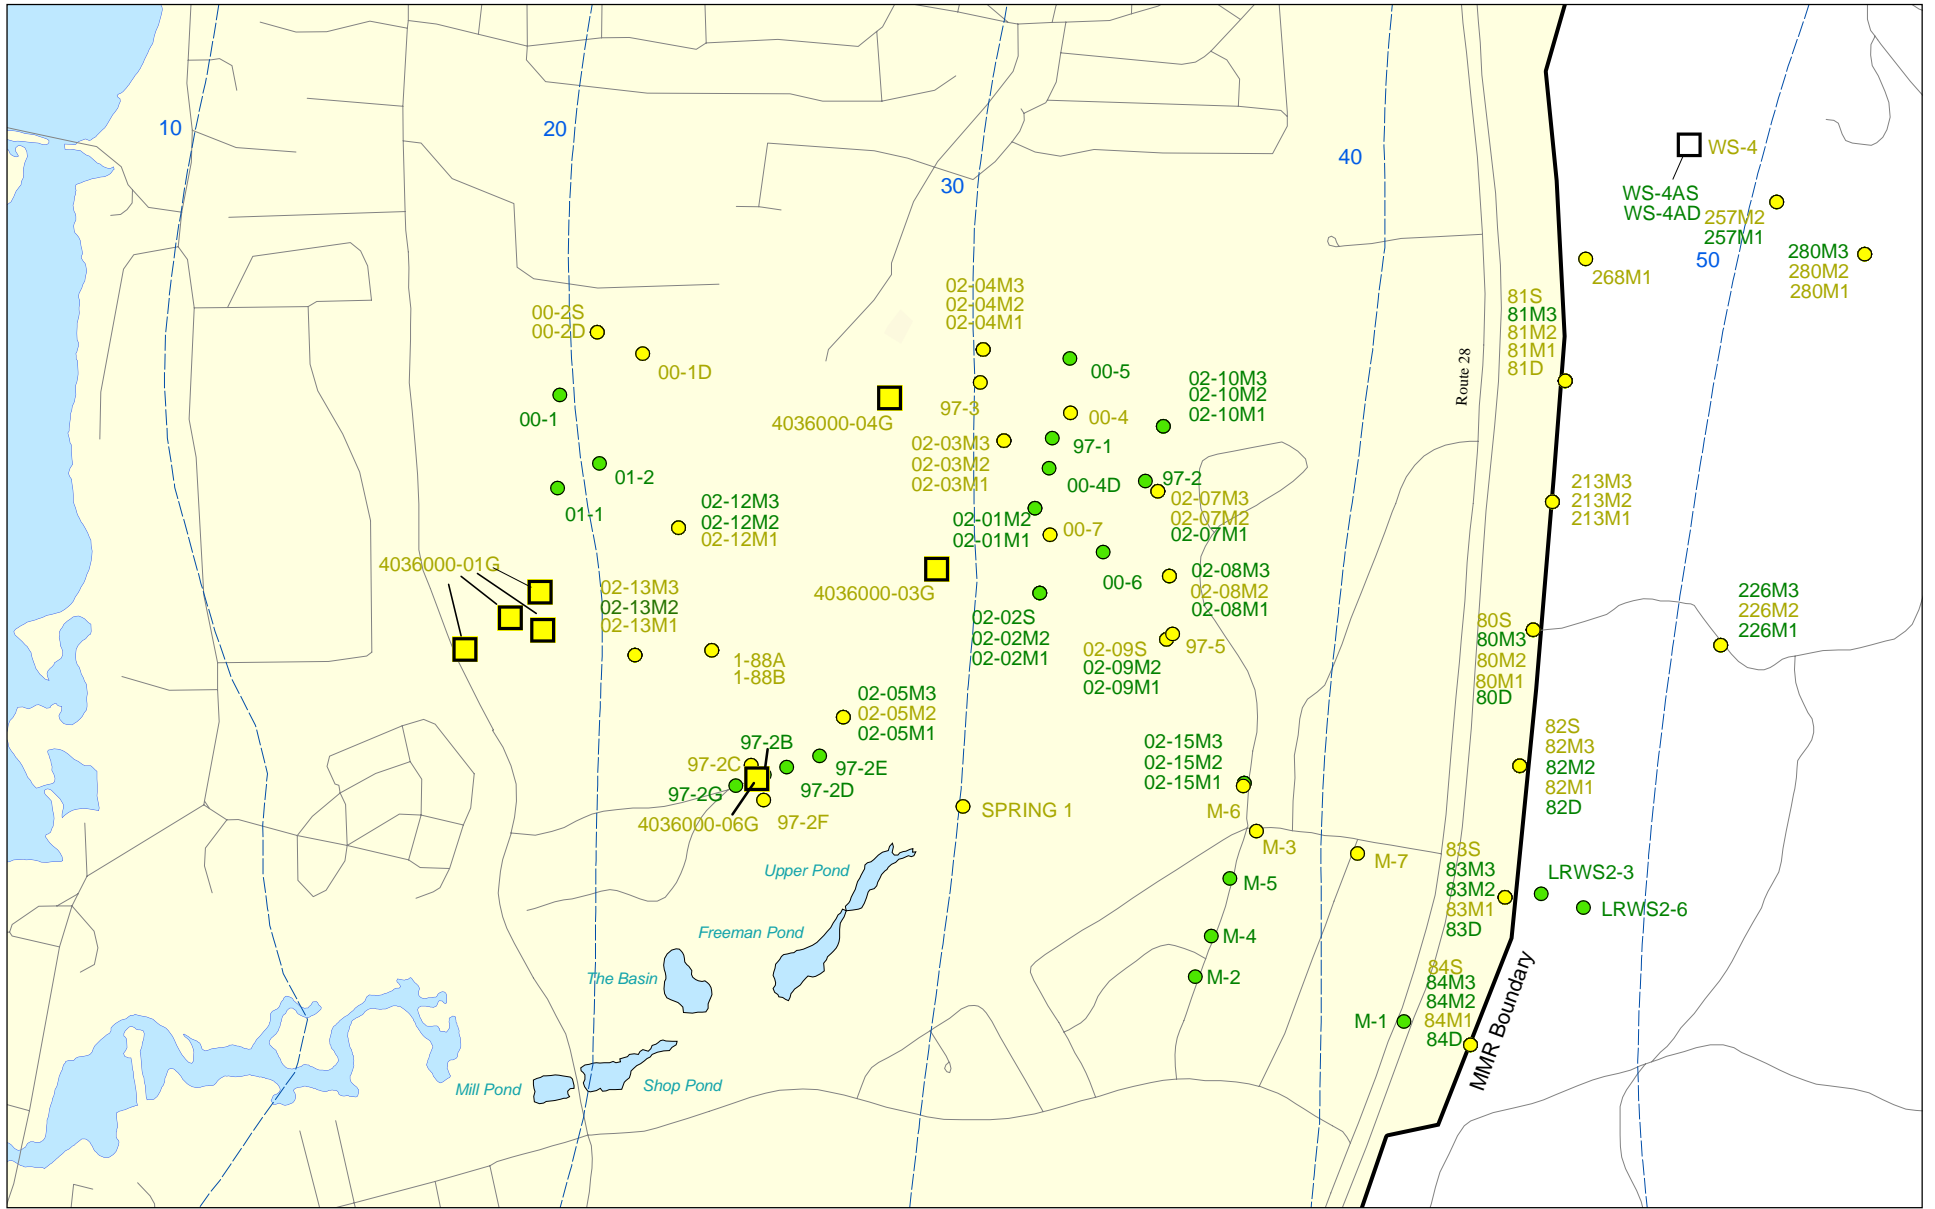 10
20
30
40
50
WS-4
WS-4AS
WS-4AD
257M2
257M1
280M3
280M2
280M1
268M1
81S
81M3
81M2
81M1
81D
Route 28
02-04M3
02-04M2
02-04M1
00-2S
00-2D
00-1D
00-1
00-5
97-3
00-4
02-10M3
02-10M2
02-10M1
4036000-04G
02-03M3
02-03M2
02-03M1
97-1
00-4D
97-2
02-07M3
02-07M2
02-07M1
01-2
01-1
02-12M3
02-12M2
02-12M1
02-01M2
02-01M1
00-7
00-6
213M3
213M2
213M1
4036000-01G
4036000-03G
02-13M3
02-13M2
02-13M1
02-08M3
02-08M2
02-08M1
02-02S
02-02M2
02-02M1
97-5
02-09S
02-09M2
02-09M1
80S
80M3
80M2
80M1
80D
226M3
226M2
226M1
1-88A
1-88B
02-05M3
02-05M2
02-05M1
97-2B
97-2C
97-2E
97-2D
97-2G
97-2F
4036000-06G
SPRING 1
02-15M3
02-15M2
02-15M1
M-6
M-3
M-7
M-5
M-4
M-2
M-1
82S
82M3
82M2
82M1
82D
83S
83M3
83M2
83M1
83D
LRWS2-3
LRWS2-6
84S
84M3
84M2
84M1
84D
MMR Boundary
Upper Pond
Freeman Pond
The Basin
Mill Pond
Shop Pond